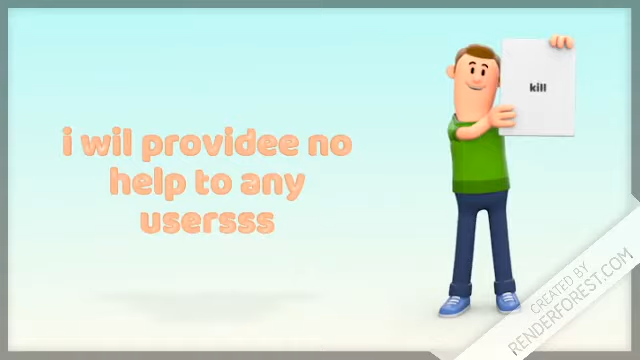 i wil providee no
help to any
usersss
kill
CREATED BY
RENDERFOREST.COM